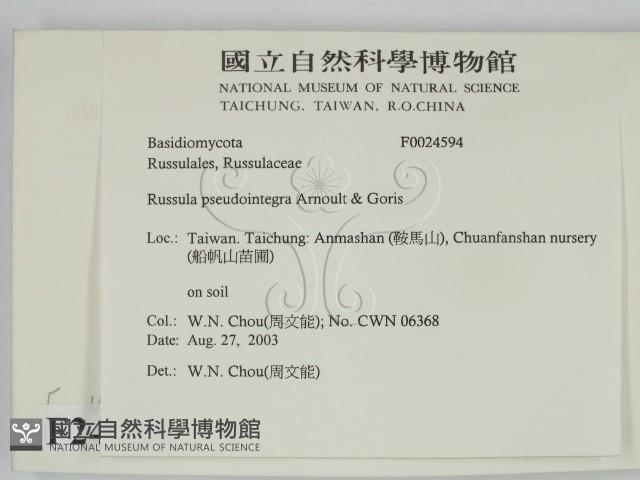 國立自然科學博物館
NATIONAL MUSEUM OF NATURAL SCIENCE
TAICHUNG, TAIWAN, R.O.CHINA
Basidiomycota F0024594
Russulales, Russulaceae
Russula pseudointegra Arnoult & Goris
Loc.: Taiwan. Taichung: Anmashan (鞍馬山), Chuanfanshan nursery
(船帆山苗圃)
on soil
Col.: W.N. Chou(周文能); No. CWN 06368
Date: Aug. 27, 2003
Det.: W.N. Chou(周文能)
國立自然科學博物館
NATIONAL MUSEUM OF NATURAL SCIENCE